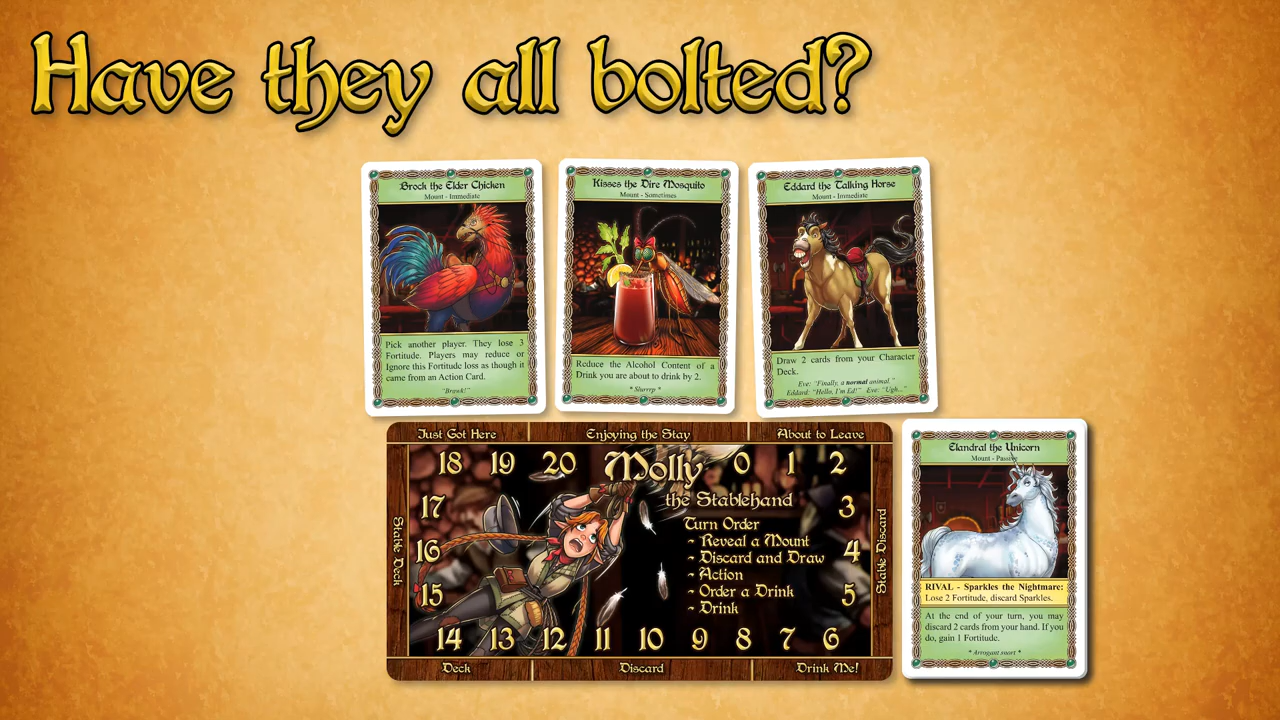 Have they all bolted?
Brock the Elder Chicken
Mount - Immediate
Pick another player. They lose 3
Fortitude. Players may reduce or
Ignore this Fortitude loss as though it
came from an Action Card.
"Brawk!"
Kisses the Dire Mosquito
Mount - Sometimes
Reduce the Alcohol Content of a
Drink you are about to drink by 2.
* Slurrrp *
Eddard the Talking Horse
Mount - Immediate
Draw 2 cards from your Character
Deck.
Eve: "Finally, a normal animal."
Eddard: "Hello, I'm Ed!" Eve: "Ugh..."
Just Got Here
Enjoying the Stay
About to Leave
18 19 20 Molly 0 1 2
the Stablehand
17
3
Turn Order
~ Reveal a Mount
~ Discard and Draw
~ Action
~ Order a Drink
~ Drink
16
4
15
5
14 13 12 11 10 9 8 7 6
Stable Deck
Stable Discard
Deck
Discard
Drink Me!
Elandral the Unicorn
Mount - Passive
RIVAL - Sparkles the Nightmare:
Lose 2 Fortitude, discard Sparkles.
At the end of your turn, you may
discard 2 cards from your hand. If you
do, gain 1 Fortitude.
* Arrogant snort *